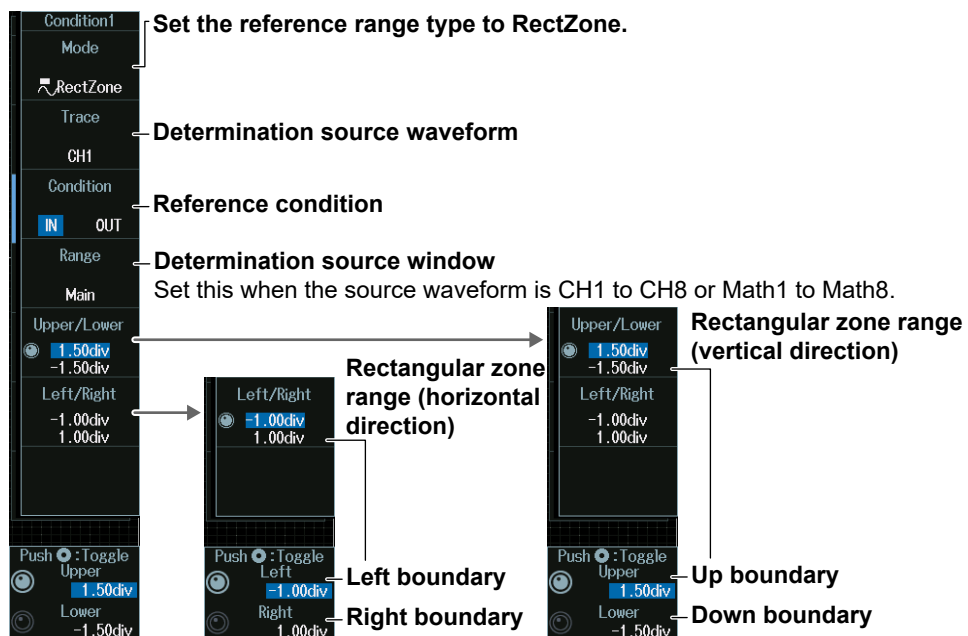 Condition1
Set the reference range type to RectZone.
Mode
RectZone
Trace
Determination source waveform
CH1
Condition
Reference condition
IN OUT
Range
Determination source window
Main
Set this when the source waveform is CH1 to CH8 or Math1 to Math8.
Upper/Lower
1.50div
-1.50div
Left/Right
-1.00div
1.00div
Push :Toggle
Upper
1.50div
Lower
-1.50div
Rectangular zone
range (horizontal
direction)
Left/Right
-1.00div
1.00div
Push :Toggle
Left
-1.00div
Right
1.00div
Left boundary
Right boundary
Rectangular zone range
(vertical direction)
Upper/Lower
1.50div
-1.50div
Left/Right
-1.00div
1.00div
Push :Toggle
Upper
1.50div
Lower
-1.50div
Up boundary
Down boundary